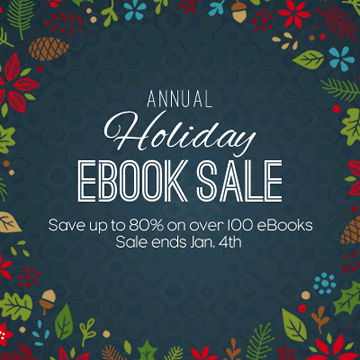 ANNUAL
Holiday
EBOOK SALE
Save up to 80% on over 100 eBooks
Sale ends Jan. 4th